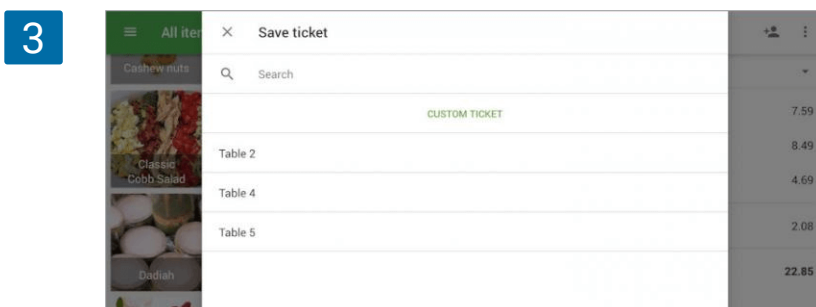 3
All iter
Save ticket
Cashew nuts
Search
CUSTOM TICKET
7.59
Table 2
8.49
Classic
Cobb Salad
4.69
Table 4
Table 5
2.08
Dadiah
22.85